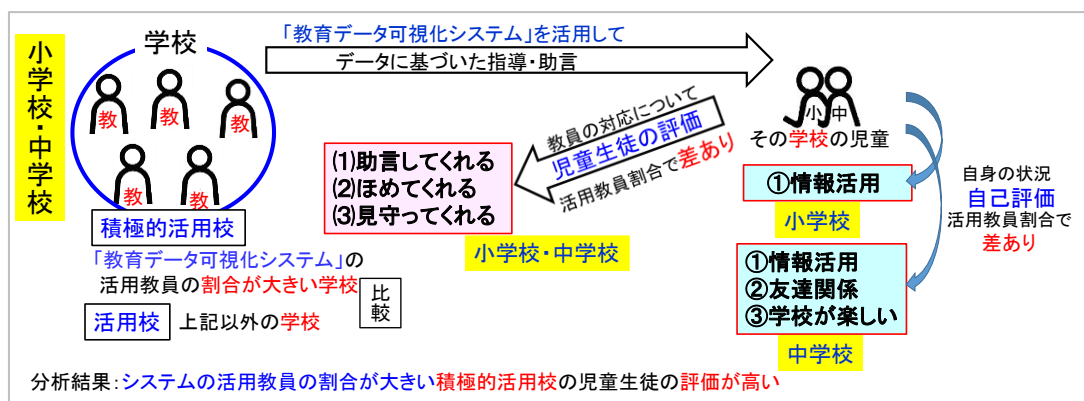 小学校・中学校
学校
教
教
教
教
教
積極的活用校
「教育データ可視化システム」の
活用教員の割合が大きい学校
比較
活用校
上記以外の学校
「教育データ可視化システム」を活用して
データに基づいた指導・助言
小 中
その学校の児童
教員の対応について
児童生徒の評価
活用教員割合で差あり
(1)助言してくれる
(2)ほめてくれる
(3)見守ってくれる
小学校・中学校
①情報活用
小学校
①情報活用
②友達関係
③学校が楽しい
中学校
自身の状況
自己評価
活用教員割合で
差あり
分析結果:システムの活用教員の割合が大きい積極的活用校の児童生徒の評価が高い